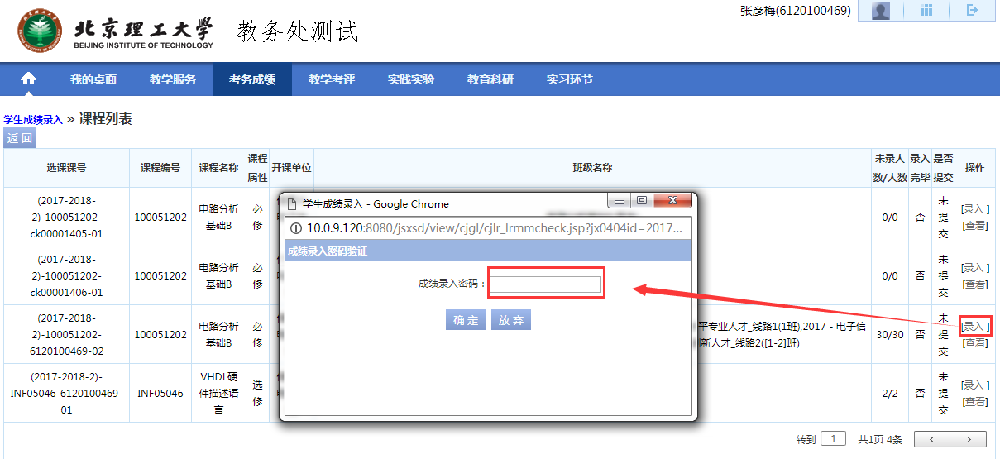 张彦梅(6120100469)
北京理工大學
BEIJING INSTITUTE OF TECHNOLOGY
教务处测试
我的桌面 教学服务 考务成绩 教学考评 实践实验 教育科研 实习环节
学生成绩录入 » 课程列表
返 回
选课课号 课程编号 课程名称 课程属性 开课单位 班级名称 未录人数/人数 录入完毕 是否提交 操作
(2017-2018-
2)-100051202-
ck00001405-01
100051202
电路分析
基础B
必
修
0/0
否
未
提
交
[录入 ]
[查看]
(2017-2018-
2)-100051202-
ck00001406-01
100051202
电路分析
基础B
必
修
0/0
否
未
提
交
[录入 ]
[查看]
(2017-2018-
2)-100051202-
6120100469-02
100051202
电路分析
基础B
必
修
平专业人才_线路1(1班),2017 - 电子信
新人才_线路2([1-2]班)
30/30
否
未
提
交
[录入 ]
[查看]
(2017-2018-2)-
INF05046-6120100469-
01
INF05046
VHDL硬
件描述语
言
选
修
2/2
否
未
提
交
[录入 ]
[查看]
学生成绩录入 - Google Chrome
10.0.9.120:8080/jsxsd/view/cjgl/cjlr_lrmmcheck.jsp?jx0404id=2017...
成绩录入密码验证
成绩录入密码：
确 定 放 弃
转到 1 共1页 4条 < >